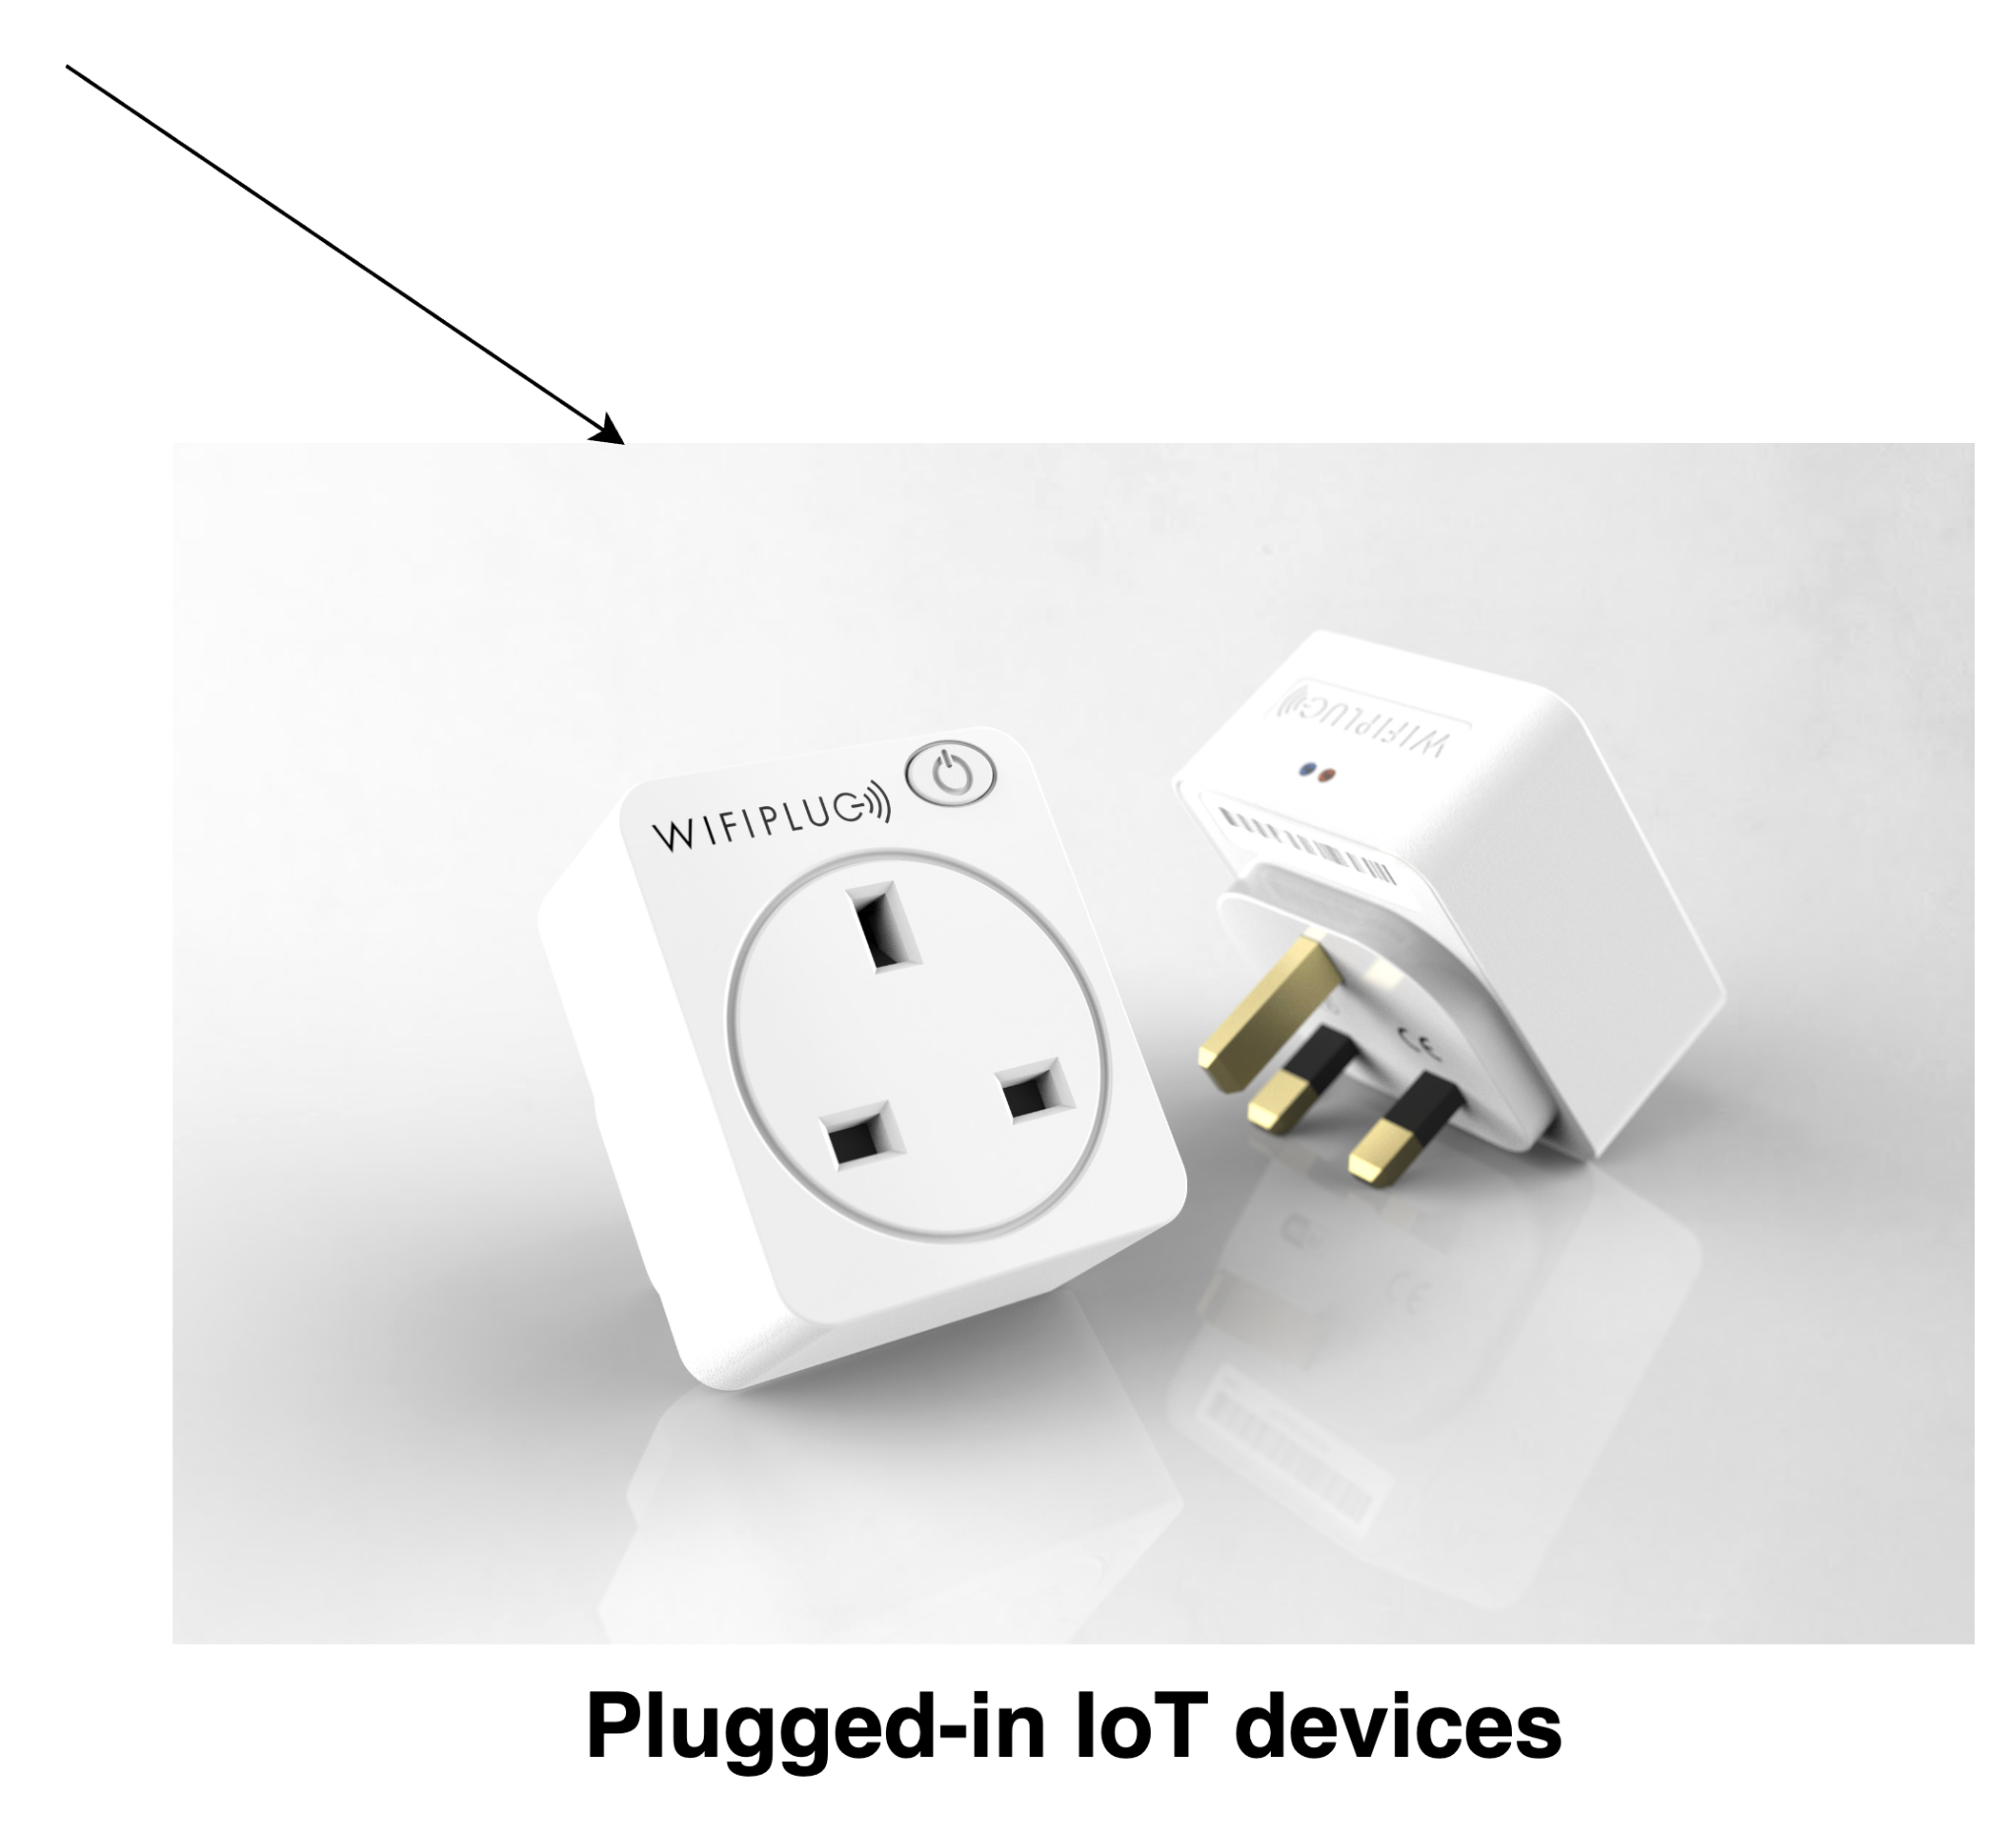 WIFIPLUG
WIFIPLUG
CE
Plugged-in IoT devices